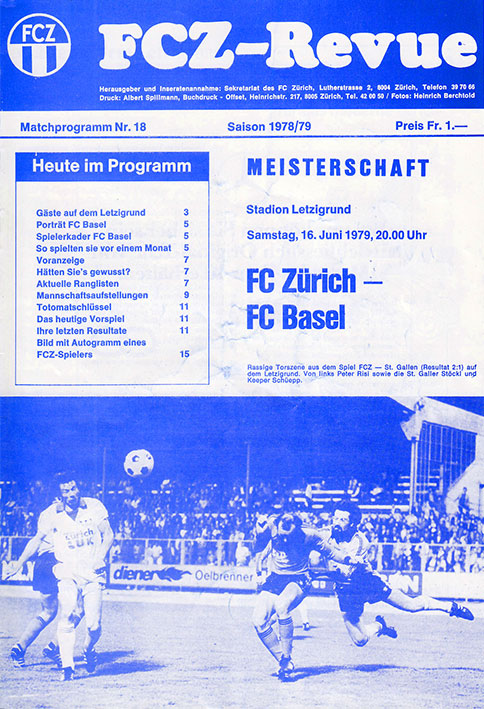 FCZ
FCZ-Revue
Herausgeber und Inseratenannahme: Sekretariat des FC Zürich, Lutherstrasse 2, 8004 Zürich, Telefon 39 70 66
Druck: Albert Spillmann, Buchdruck - Offset, Heinrichstr. 217, 8005 Zürich, Tel. 42 00 50 / Fotos: Heinrich Berchtold
Matchprogramm Nr. 18 Saison 1978/79 Preis Fr. 1.—
Heute im Programm
Gäste auf dem Letzigrund 3
Porträt FC Basel 5
Spielerkader FC Basel 5
So spielten sie vor einem Monat 5
Voranzeige 7
Hätten Sie's gewusst? 7
Aktuelle Ranglisten 7
Mannschaftsaufstellungen 9
Totomatschlüssel 11
Das heutige Vorspiel 11
Ihre letzten Resultate 11
Bild mit Autogramm eines
FCZ-Spielers 15
MEISTERSCHAFT
Stadion Letzigrund
Samstag, 16. Juni 1979, 20.00 Uhr
FC Zürich —
FC Basel
Rassige Torszene aus dem Spiel FCZ — St. Gallen (Resultat 2:1) auf
dem Letzigrund. Von links Peter Risi sowie die St. Galler Stöckl und
Keeper Schüepp.
Zürich
diener Oelbrenner